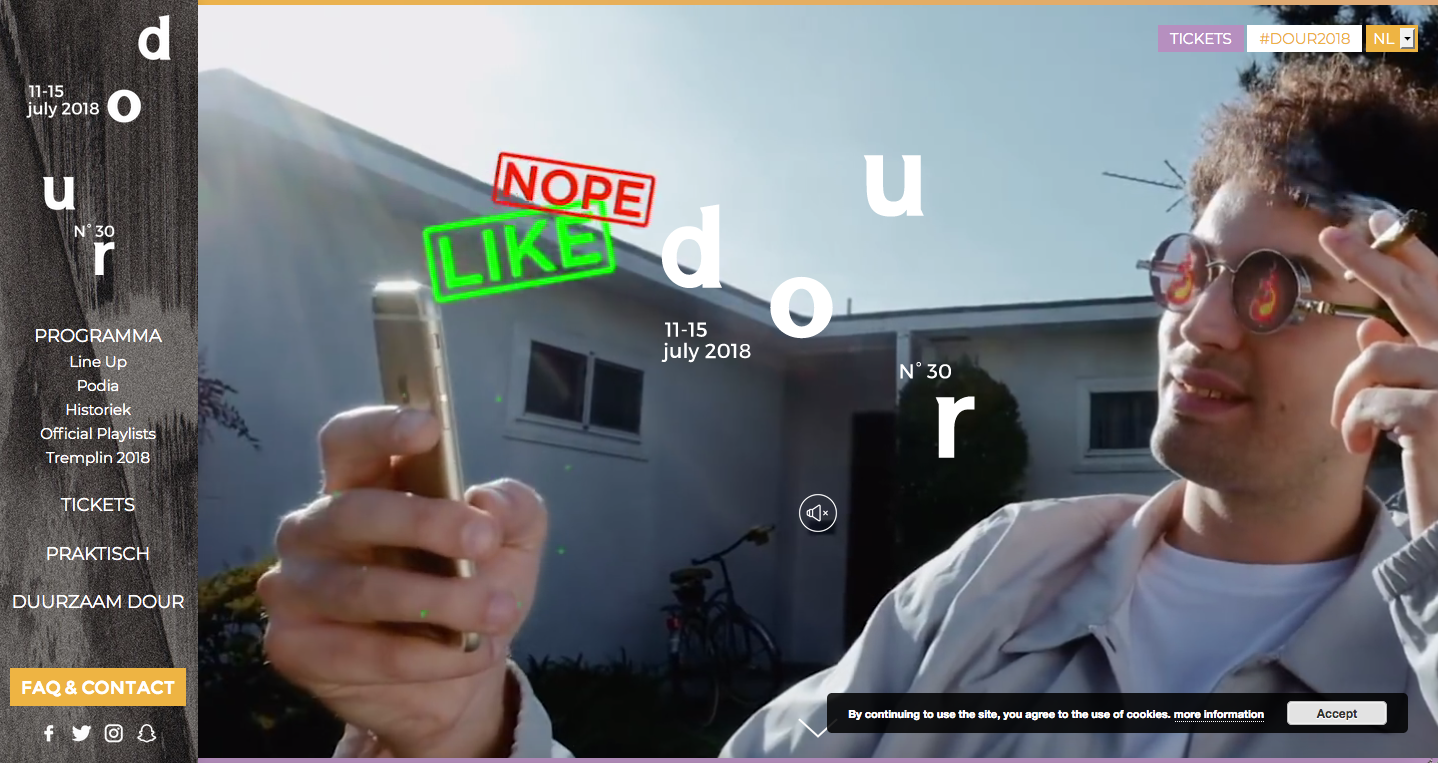 d
11-15
july 2018
o
u
N° 30
r
PROGRAMMA
Line Up
Podia
Historiek
Official Playlists
Tremplin 2018
TICKETS
PRAKTISCH
DUURZAAM DOUR
FAQ & CONTACT
TICKETS
#DOUR2018
NL
NOPE
LIKE
d
o
u
11-15
july 2018
N° 30
r
By continuing to use the site, you agree to the use of cookies. more information
Accept